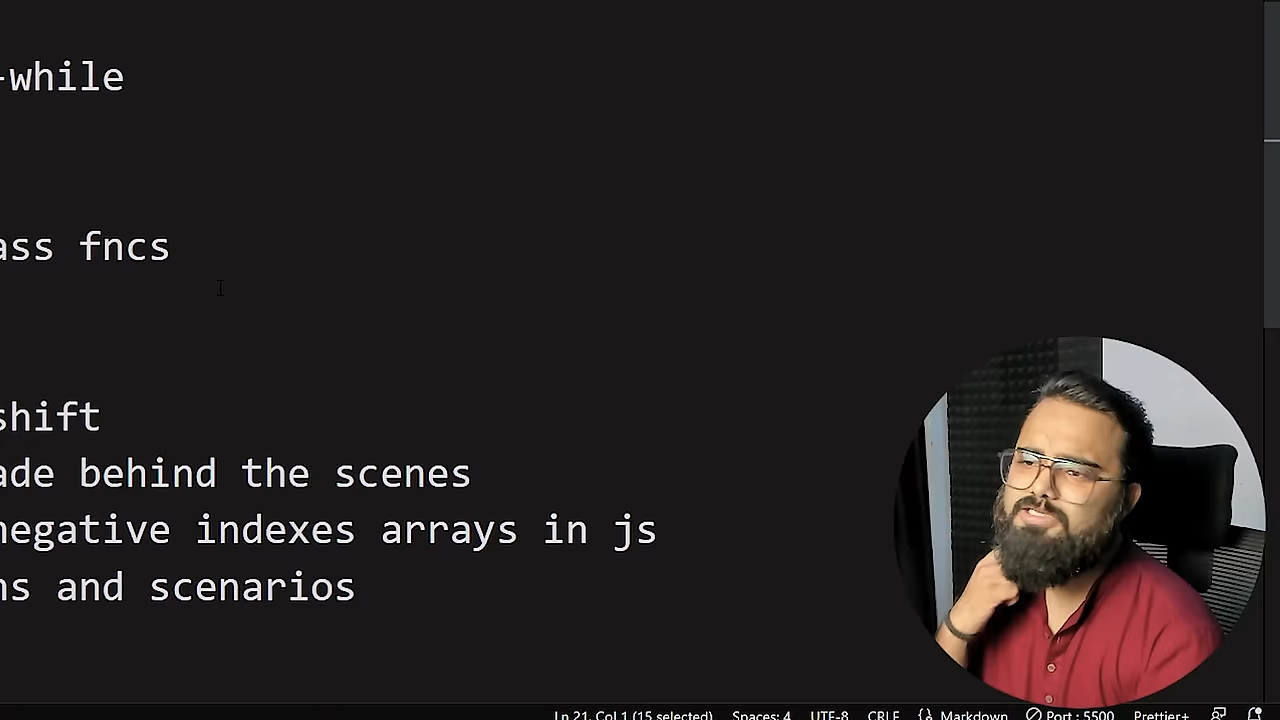 -while
ass fncs
shift
ade behind the scenes
negative indexes arrays in js
ns and scenarios
Ln 21, Col 1 (15 selected) Spaces: 4 UTF-8 CRLF {} Markdown Port : 5500 Prettier+